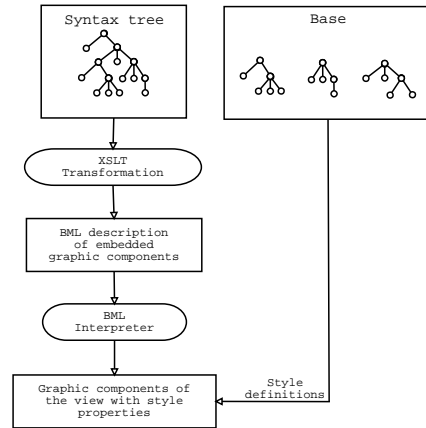 Syntax tree
Base
XSLT
Transformation
BML description
of embedded
graphic components
BML
Interpreter
Graphic components of
the view with style
properties
Style
definitions